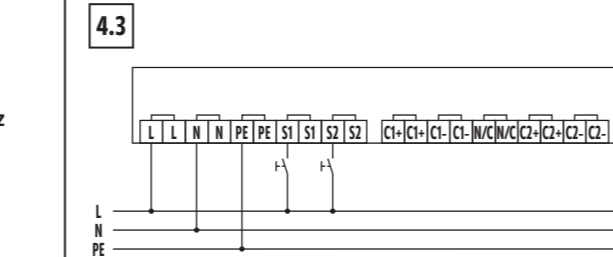 4.3
z
L L N N PE PE S1 S1 S2 S2 C1+ C1+ C1- C1- N/C N/C C2+ C2+ C2- C2-
L
N
PE